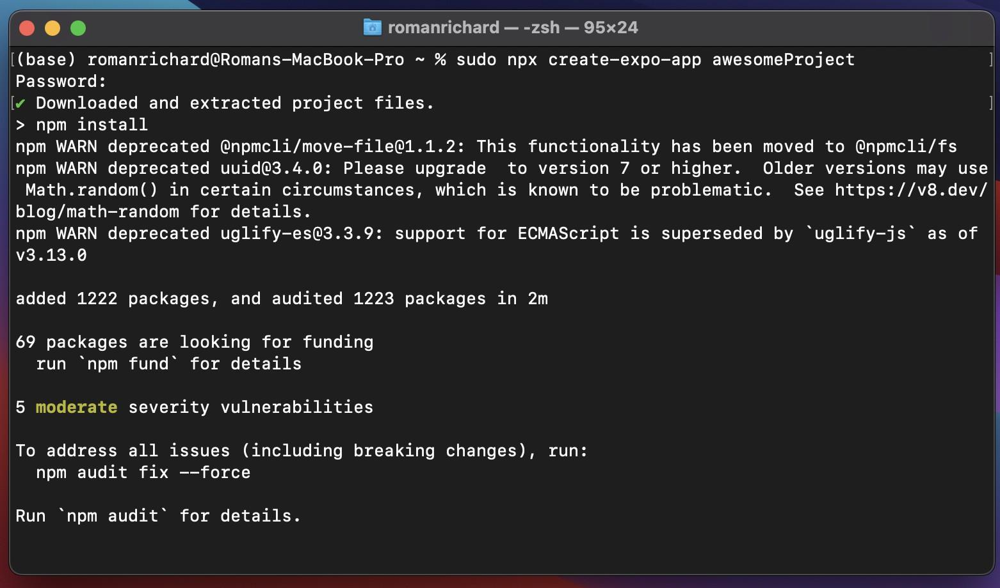 romanrichard — -zsh — 95×24
[(base) romanrichard@Romans-MacBook-Pro ~ % sudo npx create-expo-app awesomeProject ]
Password:
[✔ Downloaded and extracted project files. ]
> npm install
npm WARN deprecated @npmcli/move-file@1.1.2: This functionality has been moved to @npmcli/fs
npm WARN deprecated uuid@3.4.0: Please upgrade  to version 7 or higher.  Older versions may use
 Math.random() in certain circumstances, which is known to be problematic.  See https://v8.dev/
blog/math-random for details.
npm WARN deprecated uglify-es@3.3.9: support for ECMAScript is superseded by `uglify-js` as of
v3.13.0
added 1222 packages, and audited 1223 packages in 2m
69 packages are looking for funding
  run `npm fund` for details
5 moderate severity vulnerabilities
To address all issues (including breaking changes), run:
  npm audit fix --force
Run `npm audit` for details.